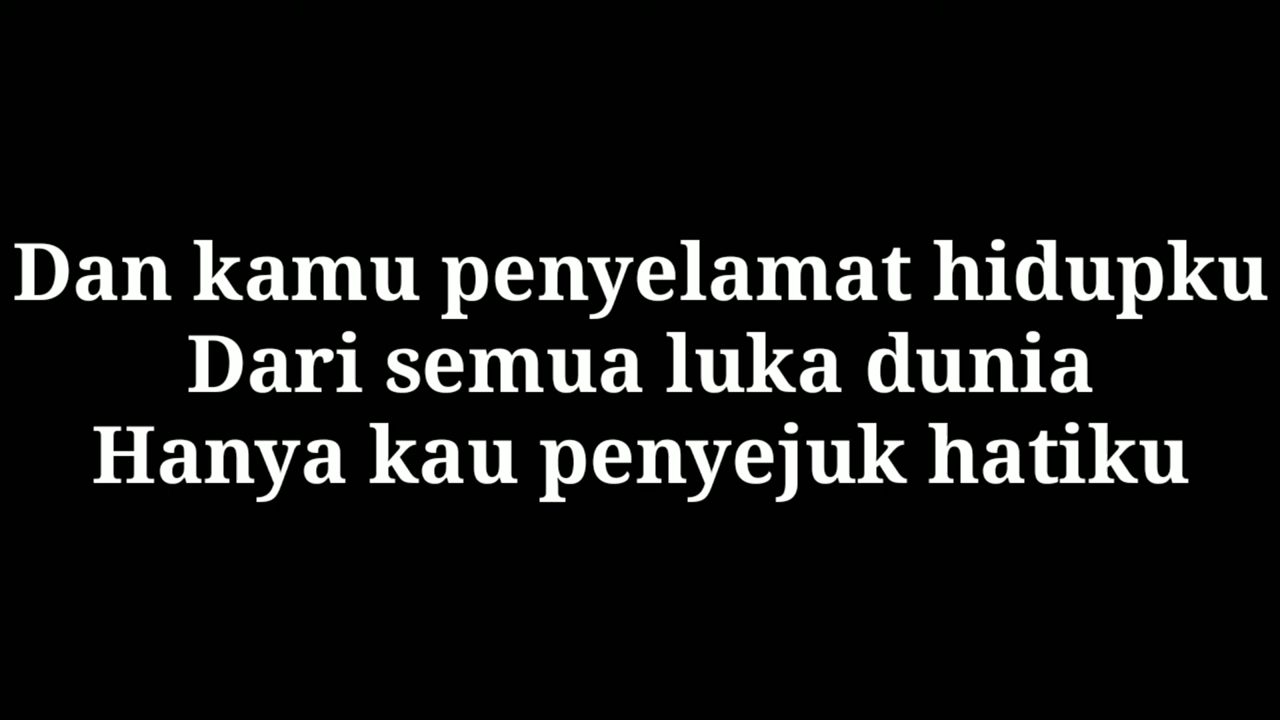 Dan kamu penyelamat hidupku
Dari semua luka dunia
Hanya kau penyejuk hatiku